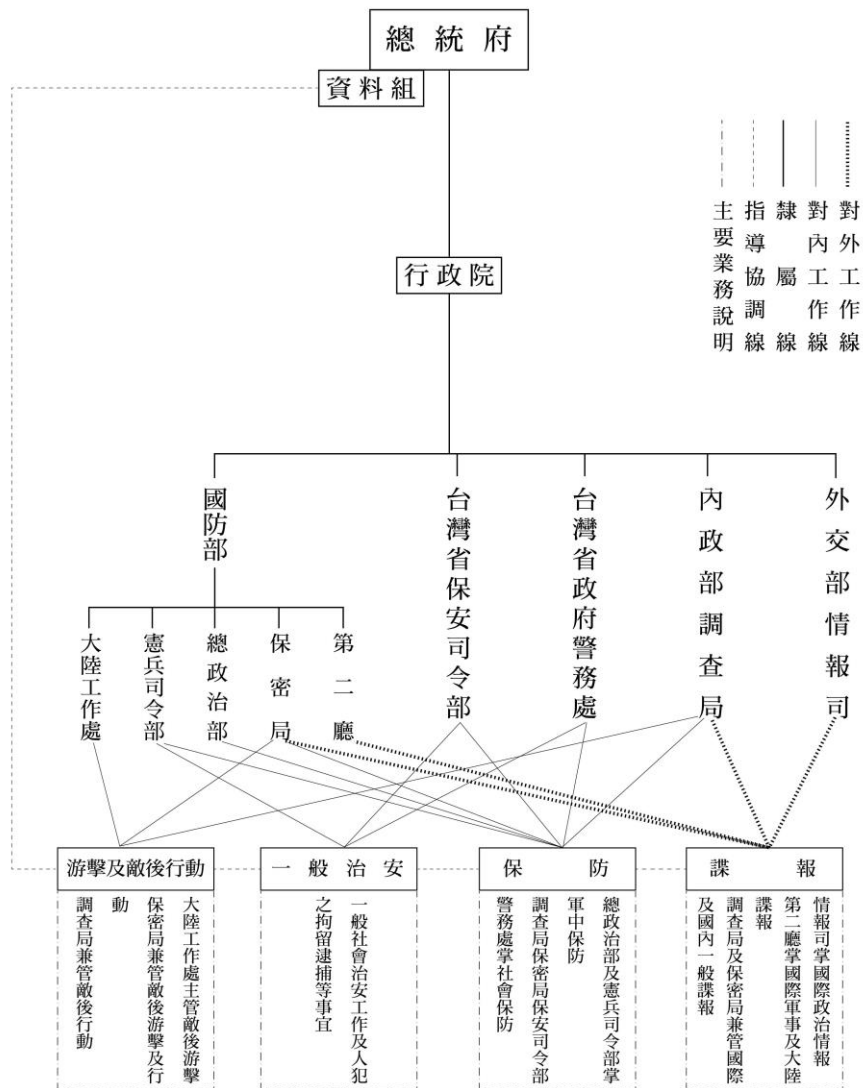 總統府
資料組
對外工作線
對內工作線
隸屬線
指導協調線
主要業務說明
行政院
外交部情報司
內政部調查局
台灣省政府警務處
台灣省保安司令部
國防部
第二廳
保密局
總政治部
憲兵司令部
大陸工作處
諜報
情報司掌國際政治情報
第二廳掌國際軍事及大陸
諜報
調查局及保密局兼管國際
及國內一般諜報
保防
總政治部及憲兵司令部掌
軍中保防
調查局保密局保安司令部
警務處掌社會保防
一般治安
一般社會治安工作及人犯
之拘留逮捕等事宜
游擊及敵後行動
大陸工作處主管敵後游擊
保密局兼管敵後游擊及行
動
調查局兼管敵後行動